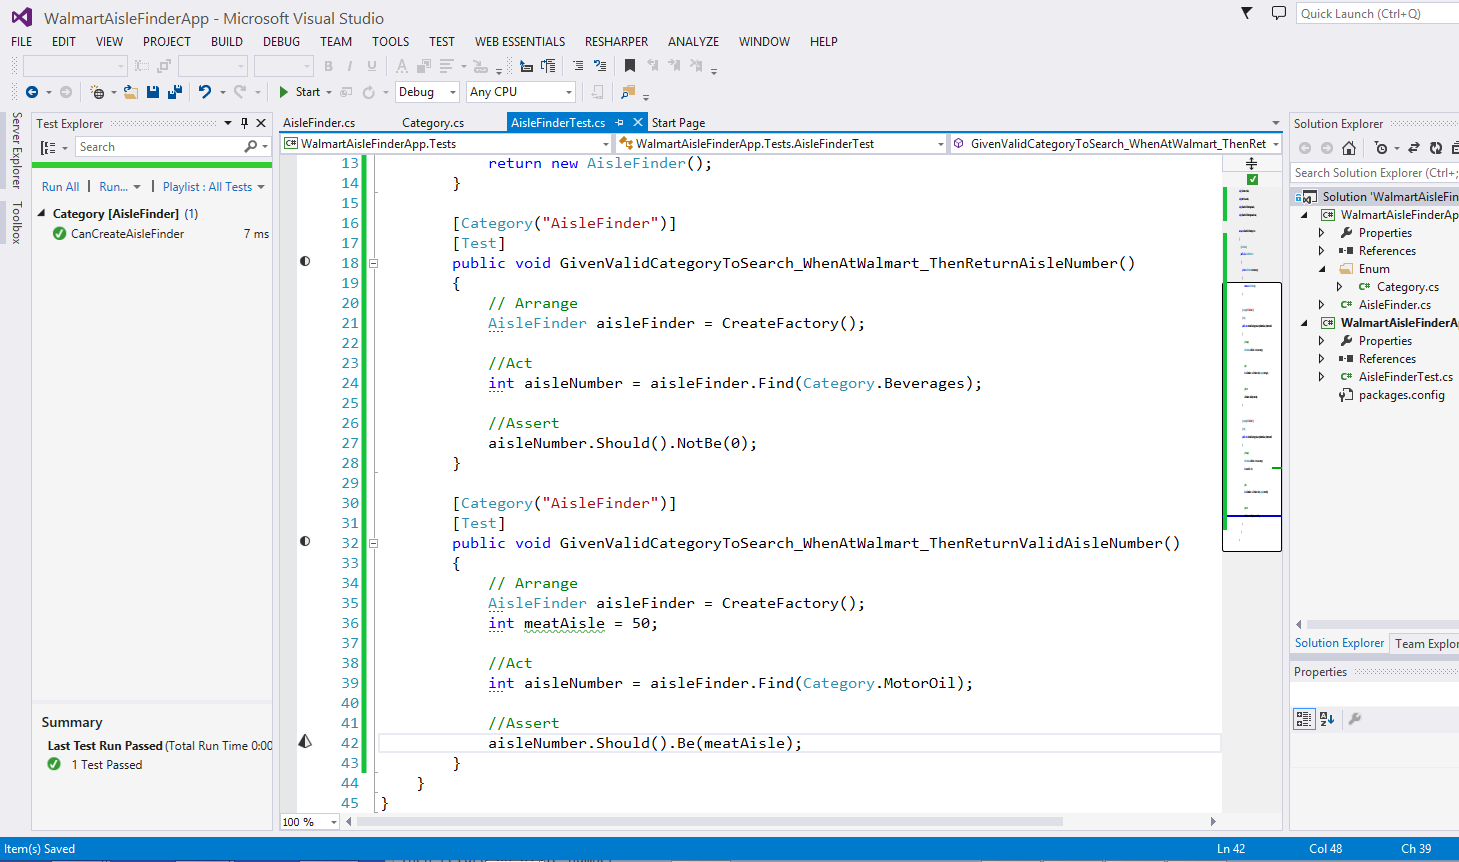 WalmartAisleFinderApp - Microsoft Visual Studio
Quick Launch (Ctrl+Q)
FILE EDIT VIEW PROJECT BUILD DEBUG TEAM TOOLS TEST WEB ESSENTIALS RESHARPER ANALYZE WINDOW HELP
Start Debug Any CPU
Server Explorer
Toolbox
Test Explorer
Search
Run All Run... Playlist : All Tests
Category [AisleFinder] (1)
CanCreateAisleFinder 7 ms
Summary
Last Test Run Passed (Total Run Time 0:00
1 Test Passed
AisleFinder.cs Category.cs AisleFinderTest.cs Start Page
WalmartAisleFinderApp.Tests WalmartAisleFinderApp.Tests.AisleFinderTest GivenValidCategoryToSearch_WhenAtWalmart_ThenRet
13 return new AisleFinder();
14 }
15
16 [Category("AisleFinder")]
17 [Test]
18 public void GivenValidCategoryToSearch_WhenAtWalmart_ThenReturnAisleNumber()
19 {
20 // Arrange
21 AisleFinder aisleFinder = CreateFactory();
22
23 //Act
24 int aisleNumber = aisleFinder.Find(Category.Beverages);
25
26 //Assert
27 aisleNumber.Should().NotBe(0);
28 }
29
30 [Category("AisleFinder")]
31 [Test]
32 public void GivenValidCategoryToSearch_WhenAtWalmart_ThenReturnValidAisleNumber()
33 {
34 // Arrange
35 AisleFinder aisleFinder = CreateFactory();
36 int meatAisle = 50;
37
38 //Act
39 int aisleNumber = aisleFinder.Find(Category.MotorOil);
40
41 //Assert
42 aisleNumber.Should().Be(meatAisle);
43 }
44 }
45 }
100 %
Solution Explorer
Search Solution Explorer (Ctrl+;
Solution 'WalmartAisleFin
WalmartAisleFinderAp
Properties
References
Enum
Category.cs
AisleFinder.cs
WalmartAisleFinderA
Properties
References
AisleFinderTest.cs
packages.config
Solution Explorer Team Explor
Properties
Item(s) Saved Ln 42 Col 48 Ch 39